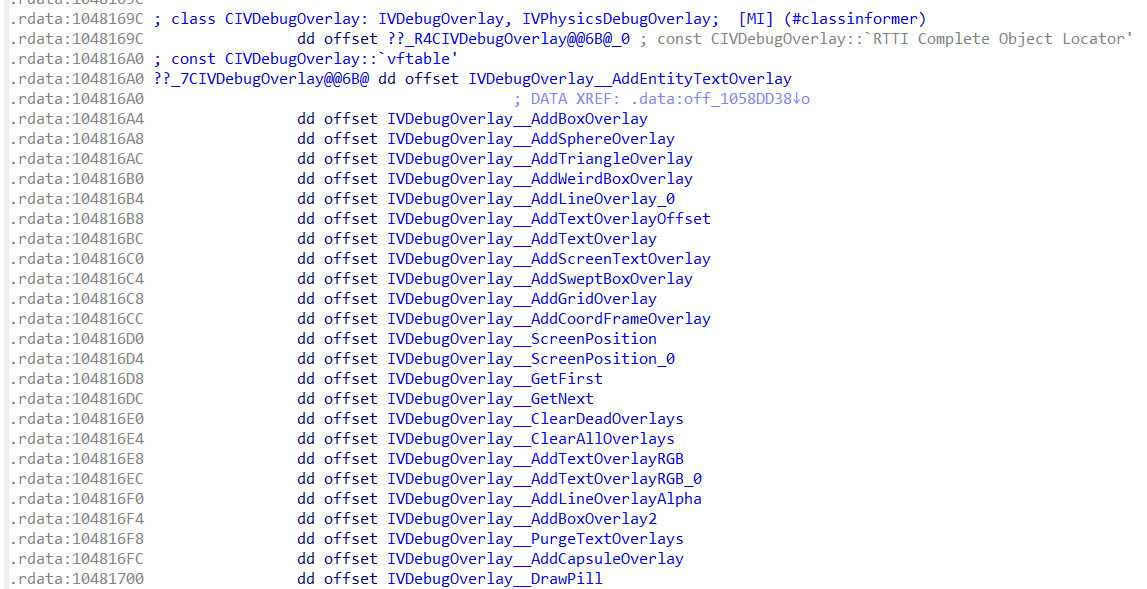 .rdata:1048169C
.rdata:1048169C ; class CIVDebugOverlay: IVDebugOverlay, IVPhysicsDebugOverlay;  [MI] (#classinformer)
.rdata:1048169C                 dd offset ??_R4CIVDebugOverlay@@6B@_0 ; const CIVDebugOverlay::`RTTI Complete Object Locator'
.rdata:104816A0 ; const CIVDebugOverlay::`vftable'
.rdata:104816A0 ??_7CIVDebugOverlay@@6B@ dd offset IVDebugOverlay__AddEntityTextOverlay
.rdata:104816A0                                         ; DATA XREF: .data:off_1058DD38↓o
.rdata:104816A4                 dd offset IVDebugOverlay__AddBoxOverlay
.rdata:104816A8                 dd offset IVDebugOverlay__AddSphereOverlay
.rdata:104816AC                 dd offset IVDebugOverlay__AddTriangleOverlay
.rdata:104816B0                 dd offset IVDebugOverlay__AddWeirdBoxOverlay
.rdata:104816B4                 dd offset IVDebugOverlay__AddLineOverlay_0
.rdata:104816B8                 dd offset IVDebugOverlay__AddTextOverlayOffset
.rdata:104816BC                 dd offset IVDebugOverlay__AddTextOverlay
.rdata:104816C0                 dd offset IVDebugOverlay__AddScreenTextOverlay
.rdata:104816C4                 dd offset IVDebugOverlay__AddSweptBoxOverlay
.rdata:104816C8                 dd offset IVDebugOverlay__AddGridOverlay
.rdata:104816CC                 dd offset IVDebugOverlay__AddCoordFrameOverlay
.rdata:104816D0                 dd offset IVDebugOverlay__ScreenPosition
.rdata:104816D4                 dd offset IVDebugOverlay__ScreenPosition_0
.rdata:104816D8                 dd offset IVDebugOverlay__GetFirst
.rdata:104816DC                 dd offset IVDebugOverlay__GetNext
.rdata:104816E0                 dd offset IVDebugOverlay__ClearDeadOverlays
.rdata:104816E4                 dd offset IVDebugOverlay__ClearAllOverlays
.rdata:104816E8                 dd offset IVDebugOverlay__AddTextOverlayRGB
.rdata:104816EC                 dd offset IVDebugOverlay__AddTextOverlayRGB_0
.rdata:104816F0                 dd offset IVDebugOverlay__AddLineOverlayAlpha
.rdata:104816F4                 dd offset IVDebugOverlay__AddBoxOverlay2
.rdata:104816F8                 dd offset IVDebugOverlay__PurgeTextOverlays
.rdata:104816FC                 dd offset IVDebugOverlay__AddCapsuleOverlay
.rdata:10481700                 dd offset IVDebugOverlay__DrawPill